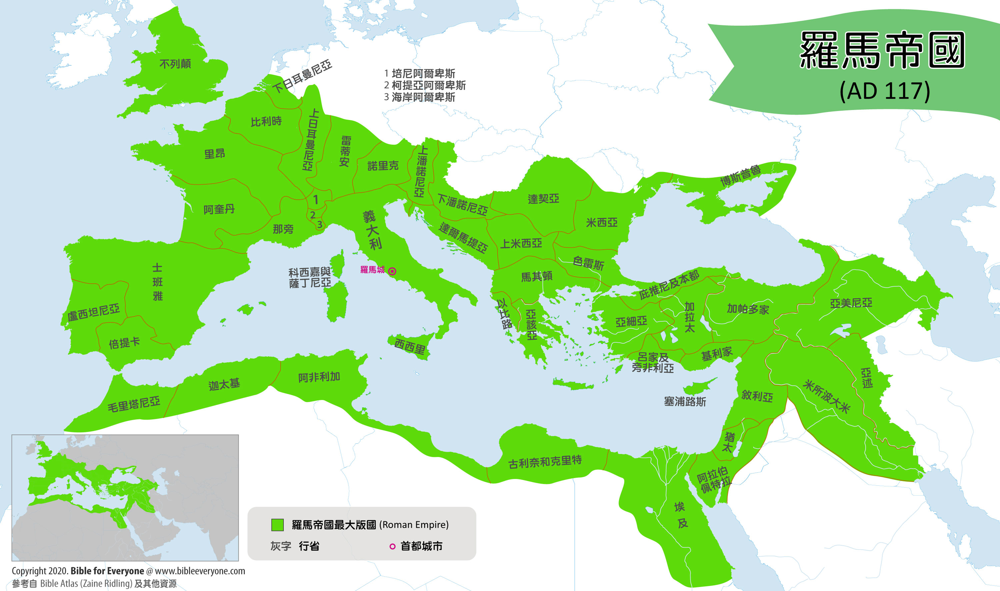 羅馬帝國
(AD 117)
1 培尼阿爾卑斯
2 柯提亞阿爾卑斯
3 海岸阿爾卑斯
不列顛
下日耳曼尼亞
比利時
上日耳曼尼亞
里昂
雷蒂安
諾里克
上潘諾尼亞
下潘諾尼亞
達契亞
博斯普魯
阿奎丹
那旁
1
2
3
義大利
達爾馬提亞
上米西亞
米西亞
色雷斯
士班雅
科西嘉與
薩丁尼亞
羅馬城
馬其頓
庇推尼及本都
盧西坦尼亞
以比路
亞該亞
亞細亞
加拉太
加帕多家
亞美尼亞
倍提卡
西西里
呂家及
旁非利亞
基利家
毛里塔尼亞
迦太基
阿非利加
塞浦路斯
敘利亞
米所波大米
亞述
猶太
古利奈和克里特
阿拉伯
佩特拉
埃及
羅馬帝國最大版國 (Roman Empire)
灰字 行省
首都城市
Copyright 2020. Bible for Everyone @ www.bibleeveryone.com
參考自 Bible Atlas (Zaine Ridling) 及其他資源